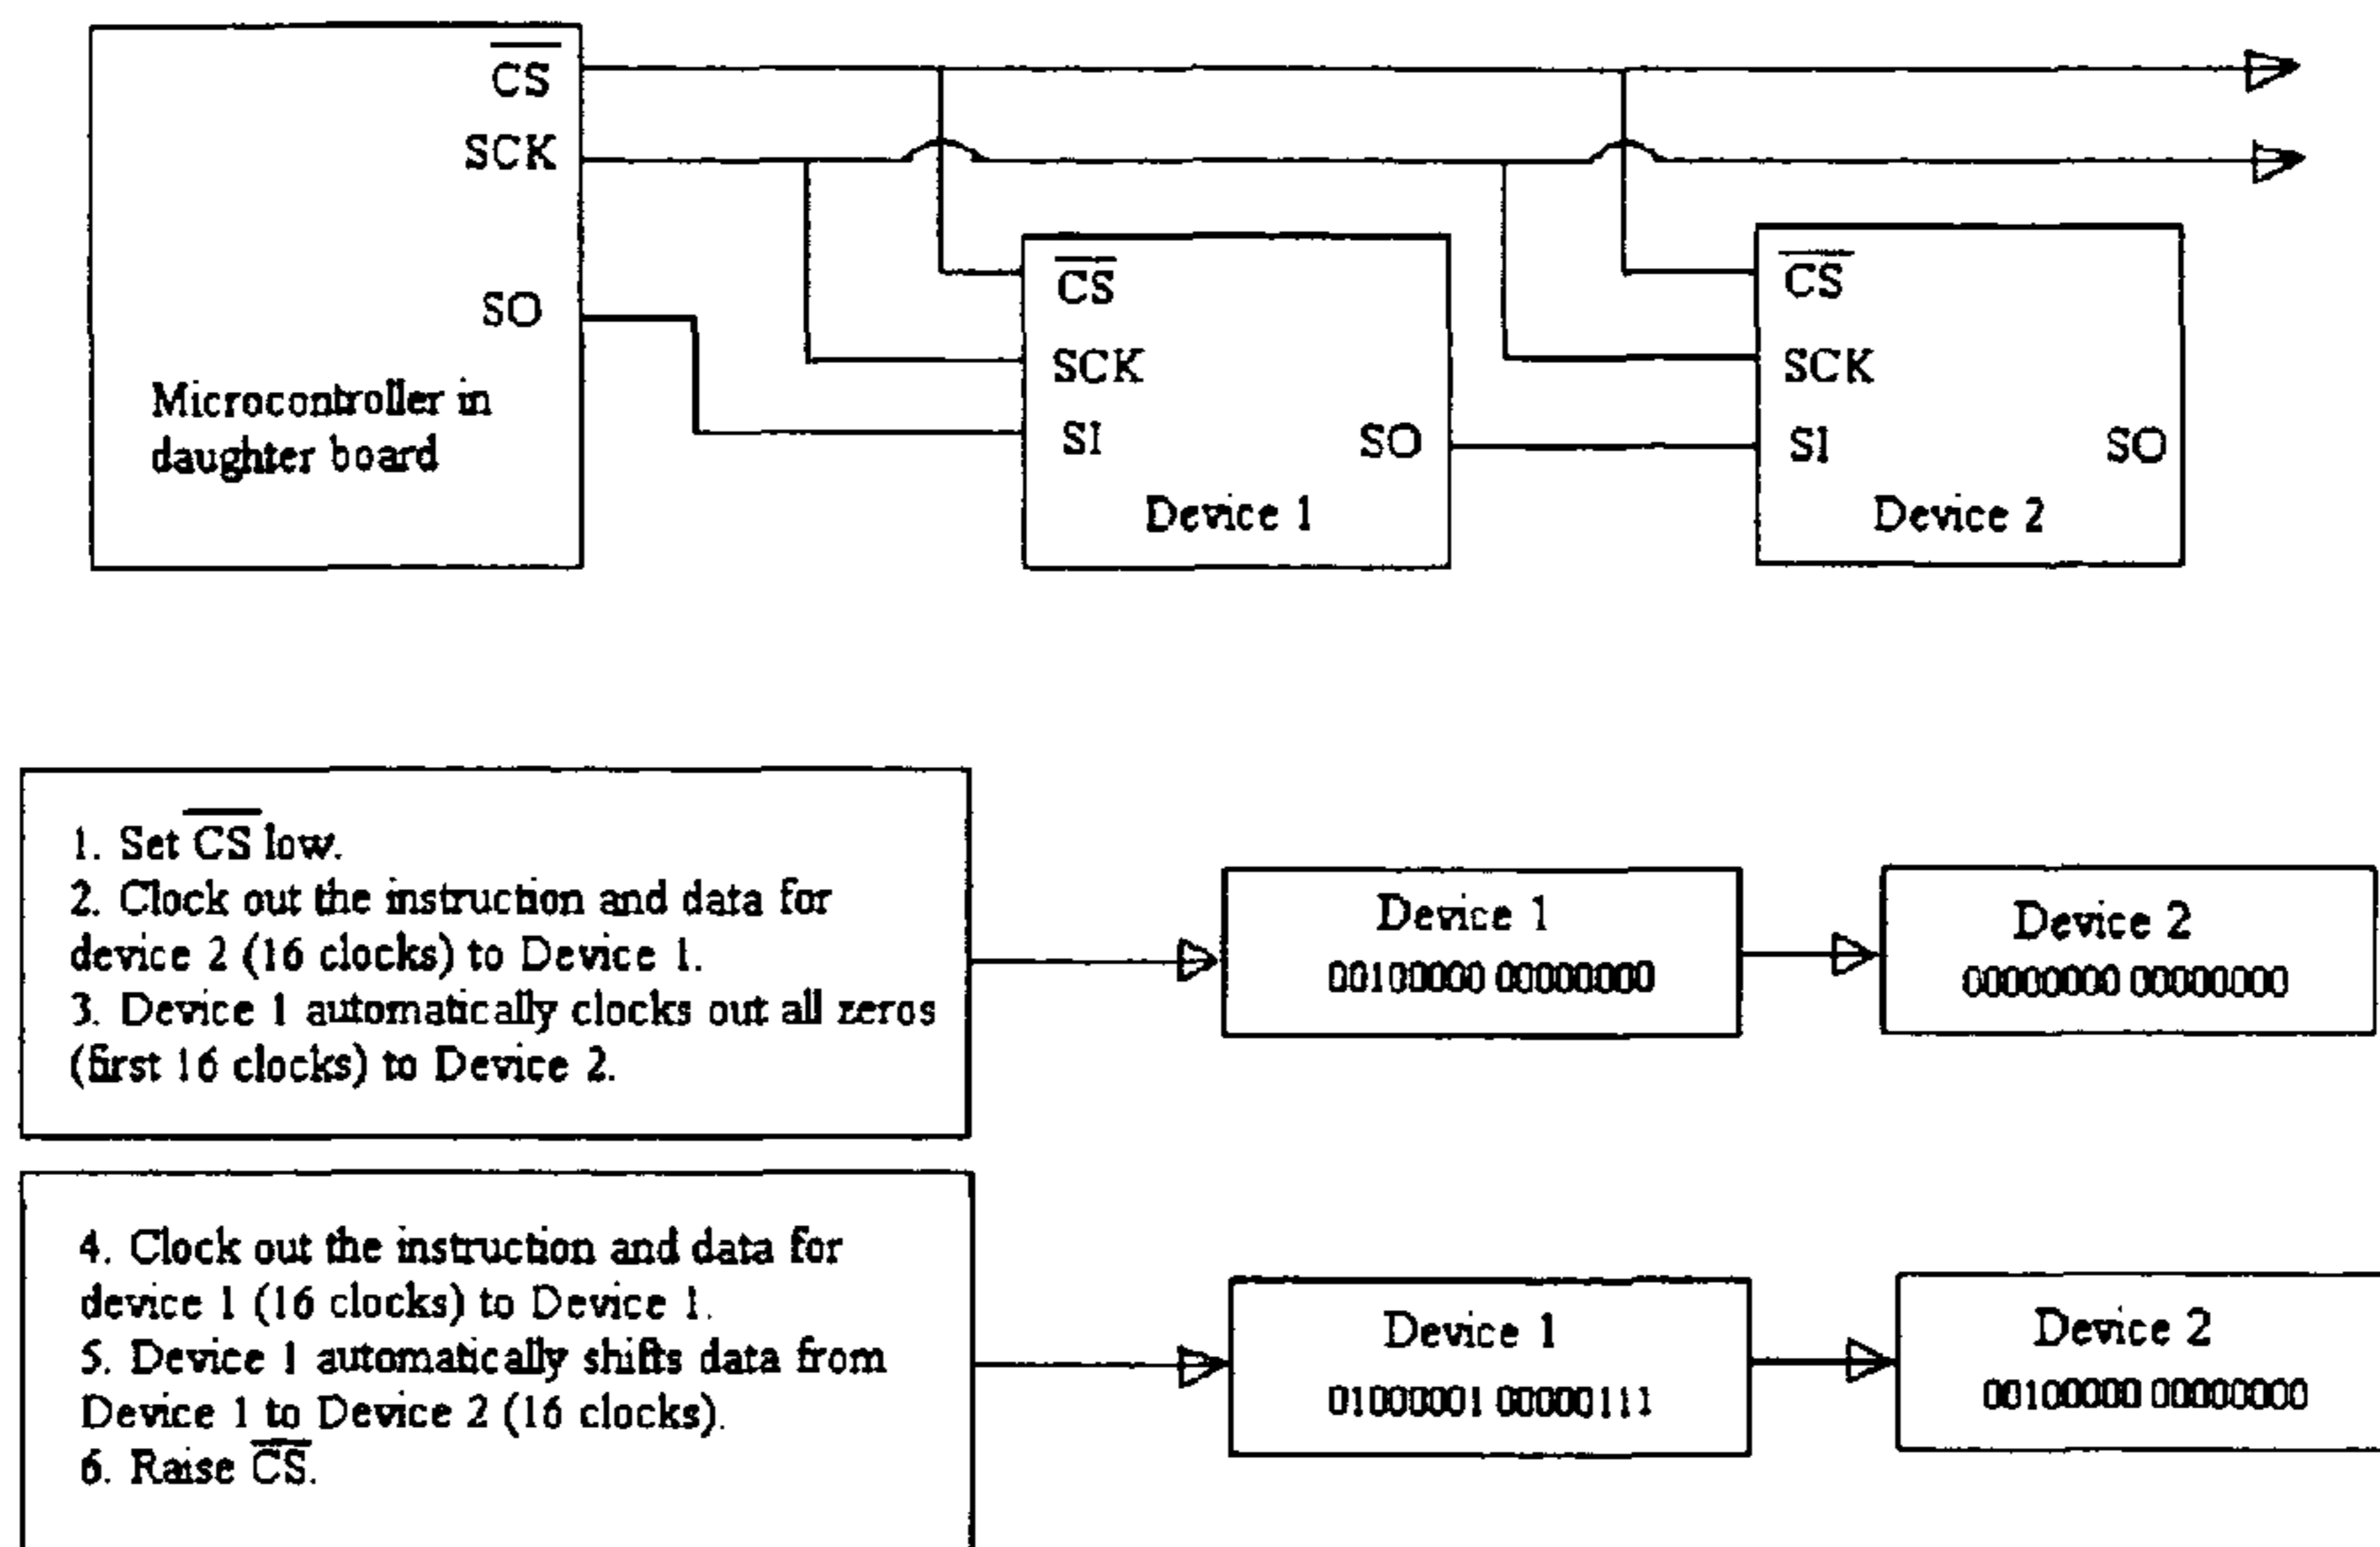 CS
SCK
SO
Microcontroller in
daughter board
CS
SCK
SI
SO
Device 1
CS
SCK
SI
SO
Device 2
1. Set CS low.
2. Clock out the instruction and data for
device 2 (16 clocks) to Device 1.
3. Device 1 automatically clocks out all zeros
(first 16 clocks) to Device 2.
Device 1
00100000 00000000
Device 2
00000000 00000000
4. Clock out the instruction and data for
device 1 (16 clocks) to Device 1.
5. Device 1 automatically shifts data from
Device 1 to Device 2 (16 clocks).
6. Raise CS.
Device 1
01000001 00000111
Device 2
00100000 00000000